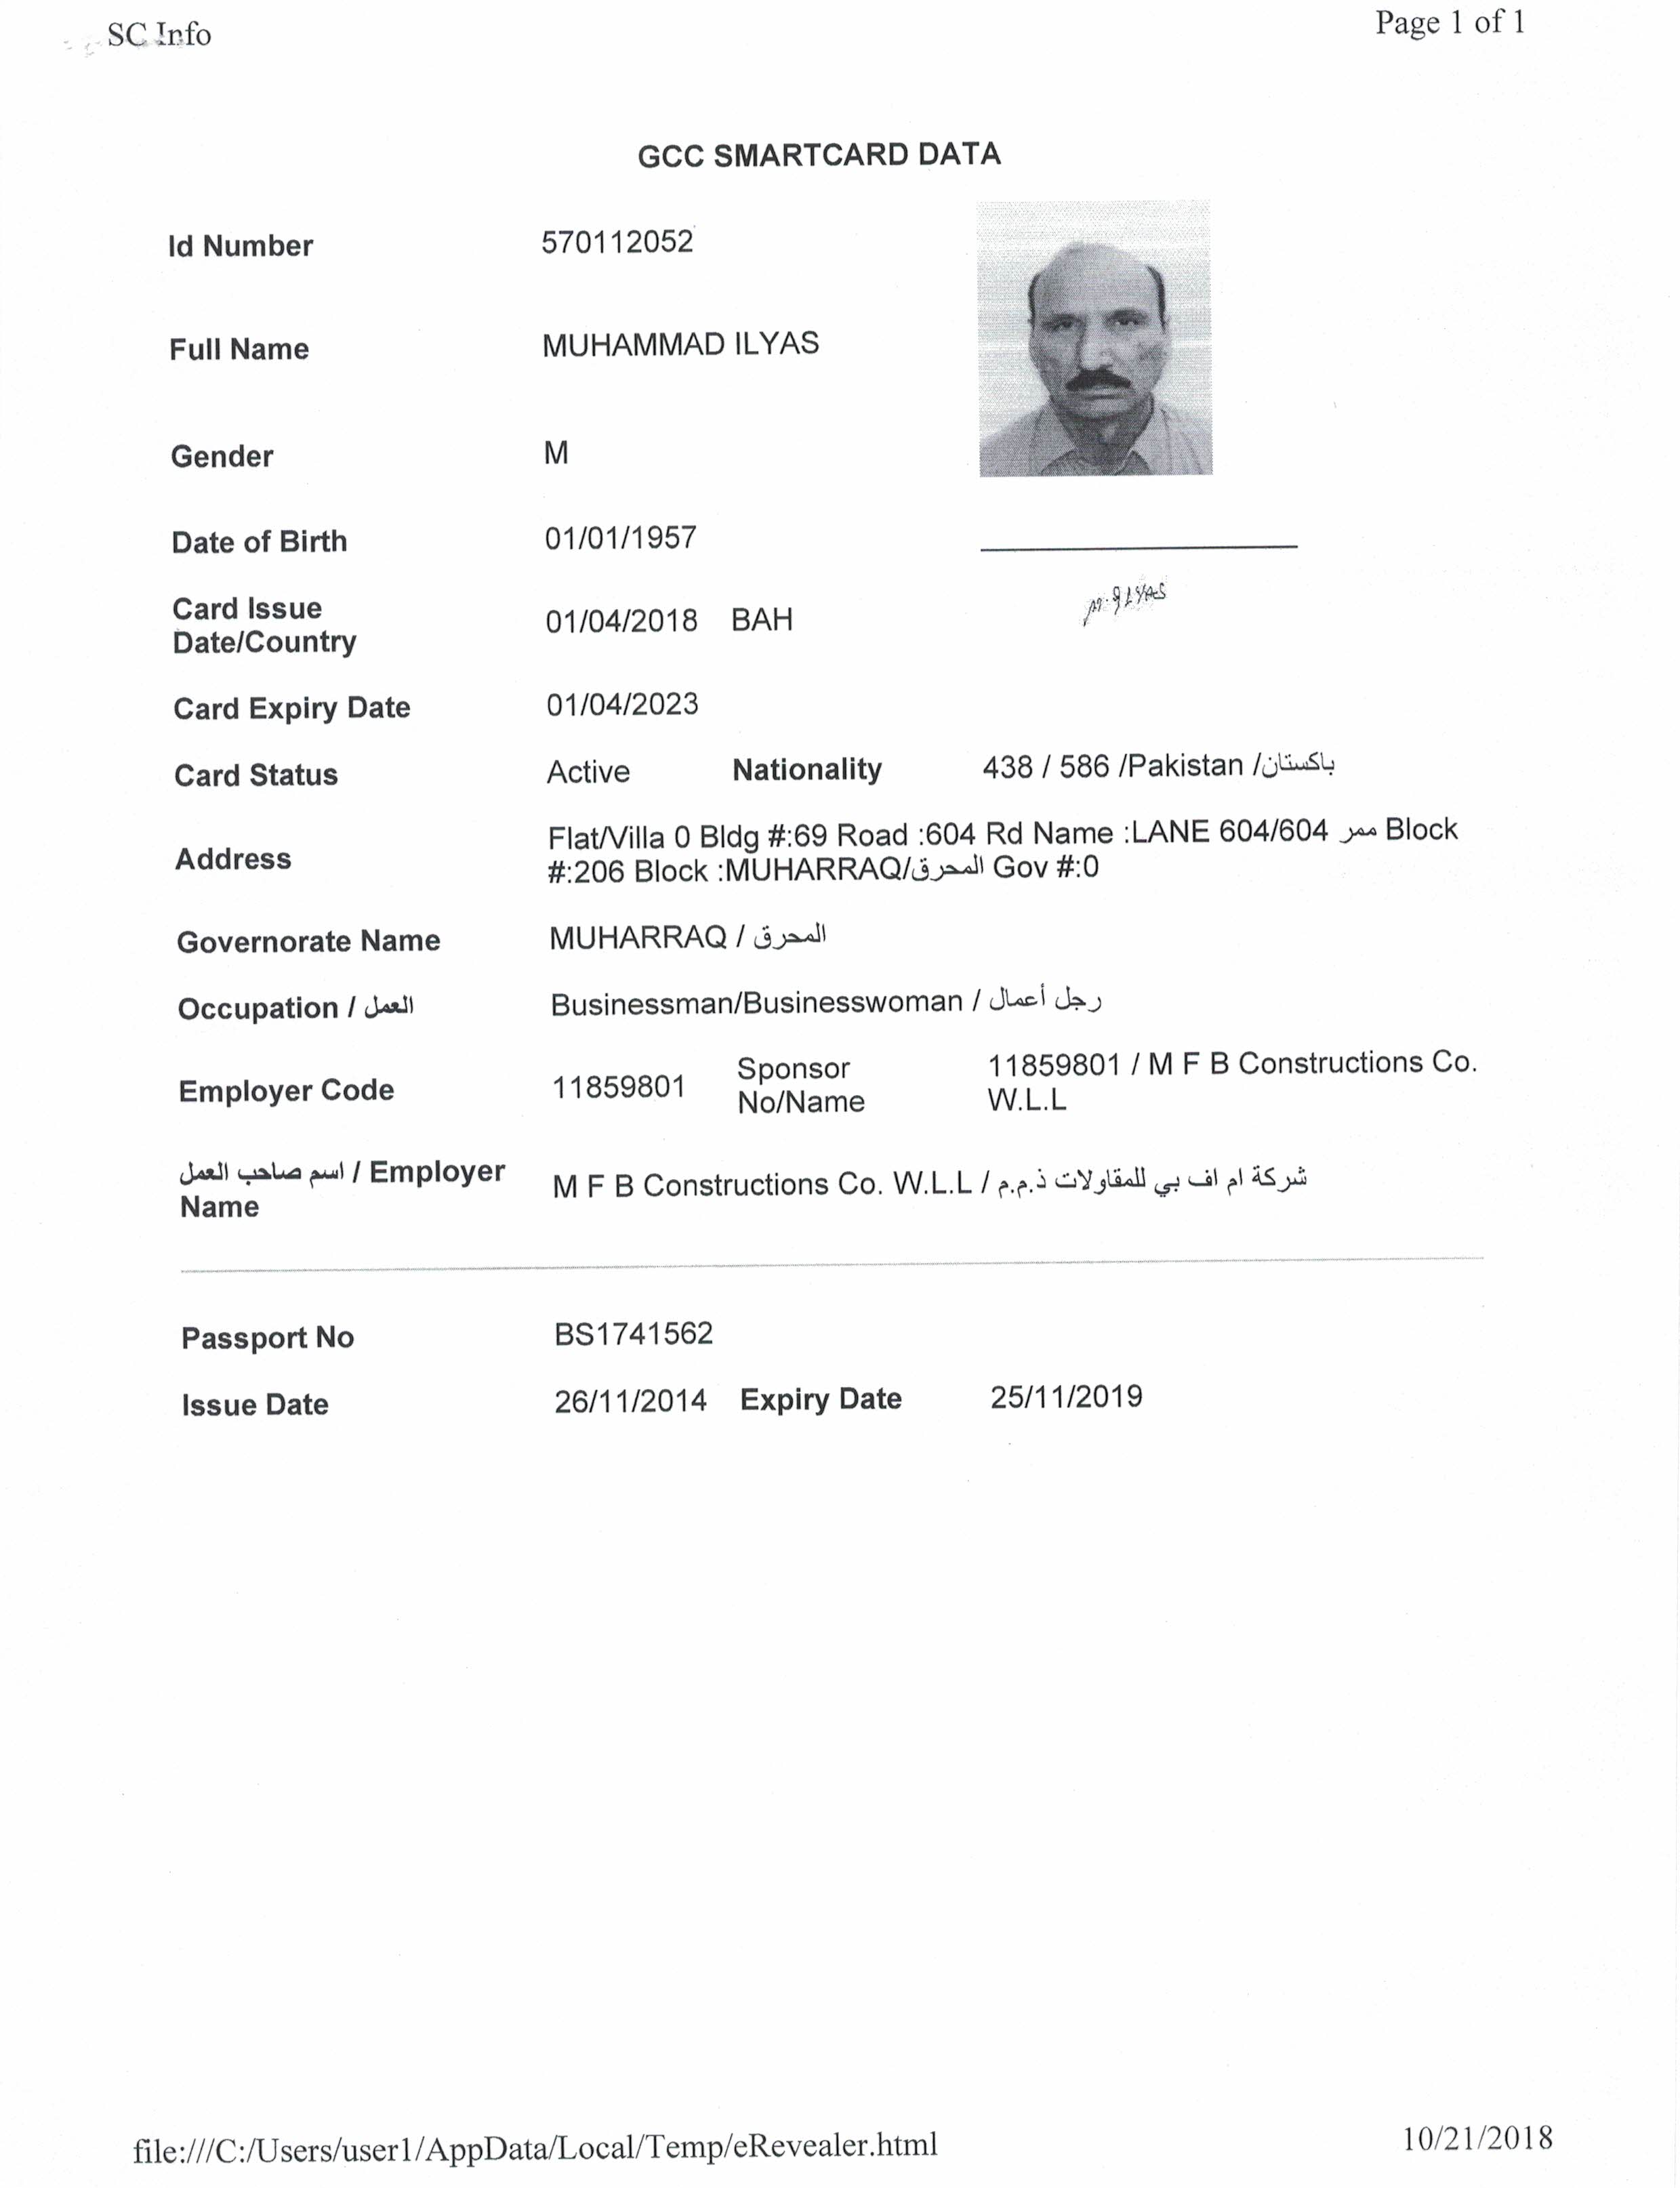 SC Info
Page 1 of 1
GCC SMARTCARD DATA
Id Number 570112052
Full Name MUHAMMAD ILYAS
Gender M
Date of Birth 01/01/1957
Card Issue
Date/Country 01/04/2018 BAH
M. ILYAS
Card Expiry Date 01/04/2023
Card Status Active Nationality 438 / 586 /Pakistan /باكستان
Address Flat/Villa 0 Bldg #:69 Road :604 Rd Name :LANE 604/604 ممر Block
#:206 Block :MUHARRAQ/المحرق Gov #:0
Governorate Name MUHARRAQ / المحرق
Occupation / العمل Businessman/Businesswoman / رجل أعمال
Employer Code 11859801 Sponsor No/Name 11859801 / M F B Constructions Co.
W.L.L
اسم صاحب العمل / Employer
Name M F B Constructions Co. W.L.L / شركة ام اف بي للمقاولات ذ.م.م
Passport No BS1741562
Issue Date 26/11/2014 Expiry Date 25/11/2019
file:///C:/Users/user1/AppData/Local/Temp/eRevealer.html
10/21/2018